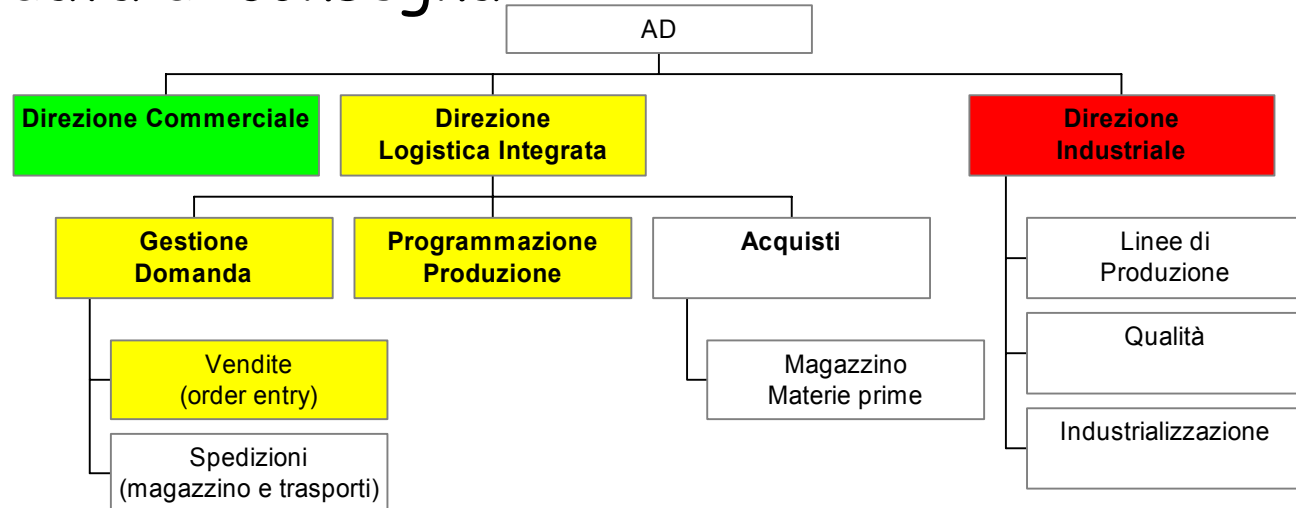 AD
Direzione Commerciale
Direzione
Logistica Integrata
Direzione
Industriale
Gestione
Domanda
Programmazione
Produzione
Acquisti
Linee di
Produzione
Vendite
(order entry)
Magazzino
Materie prime
Qualità
Spedizioni
(magazzino e trasporti)
Industrializzazione